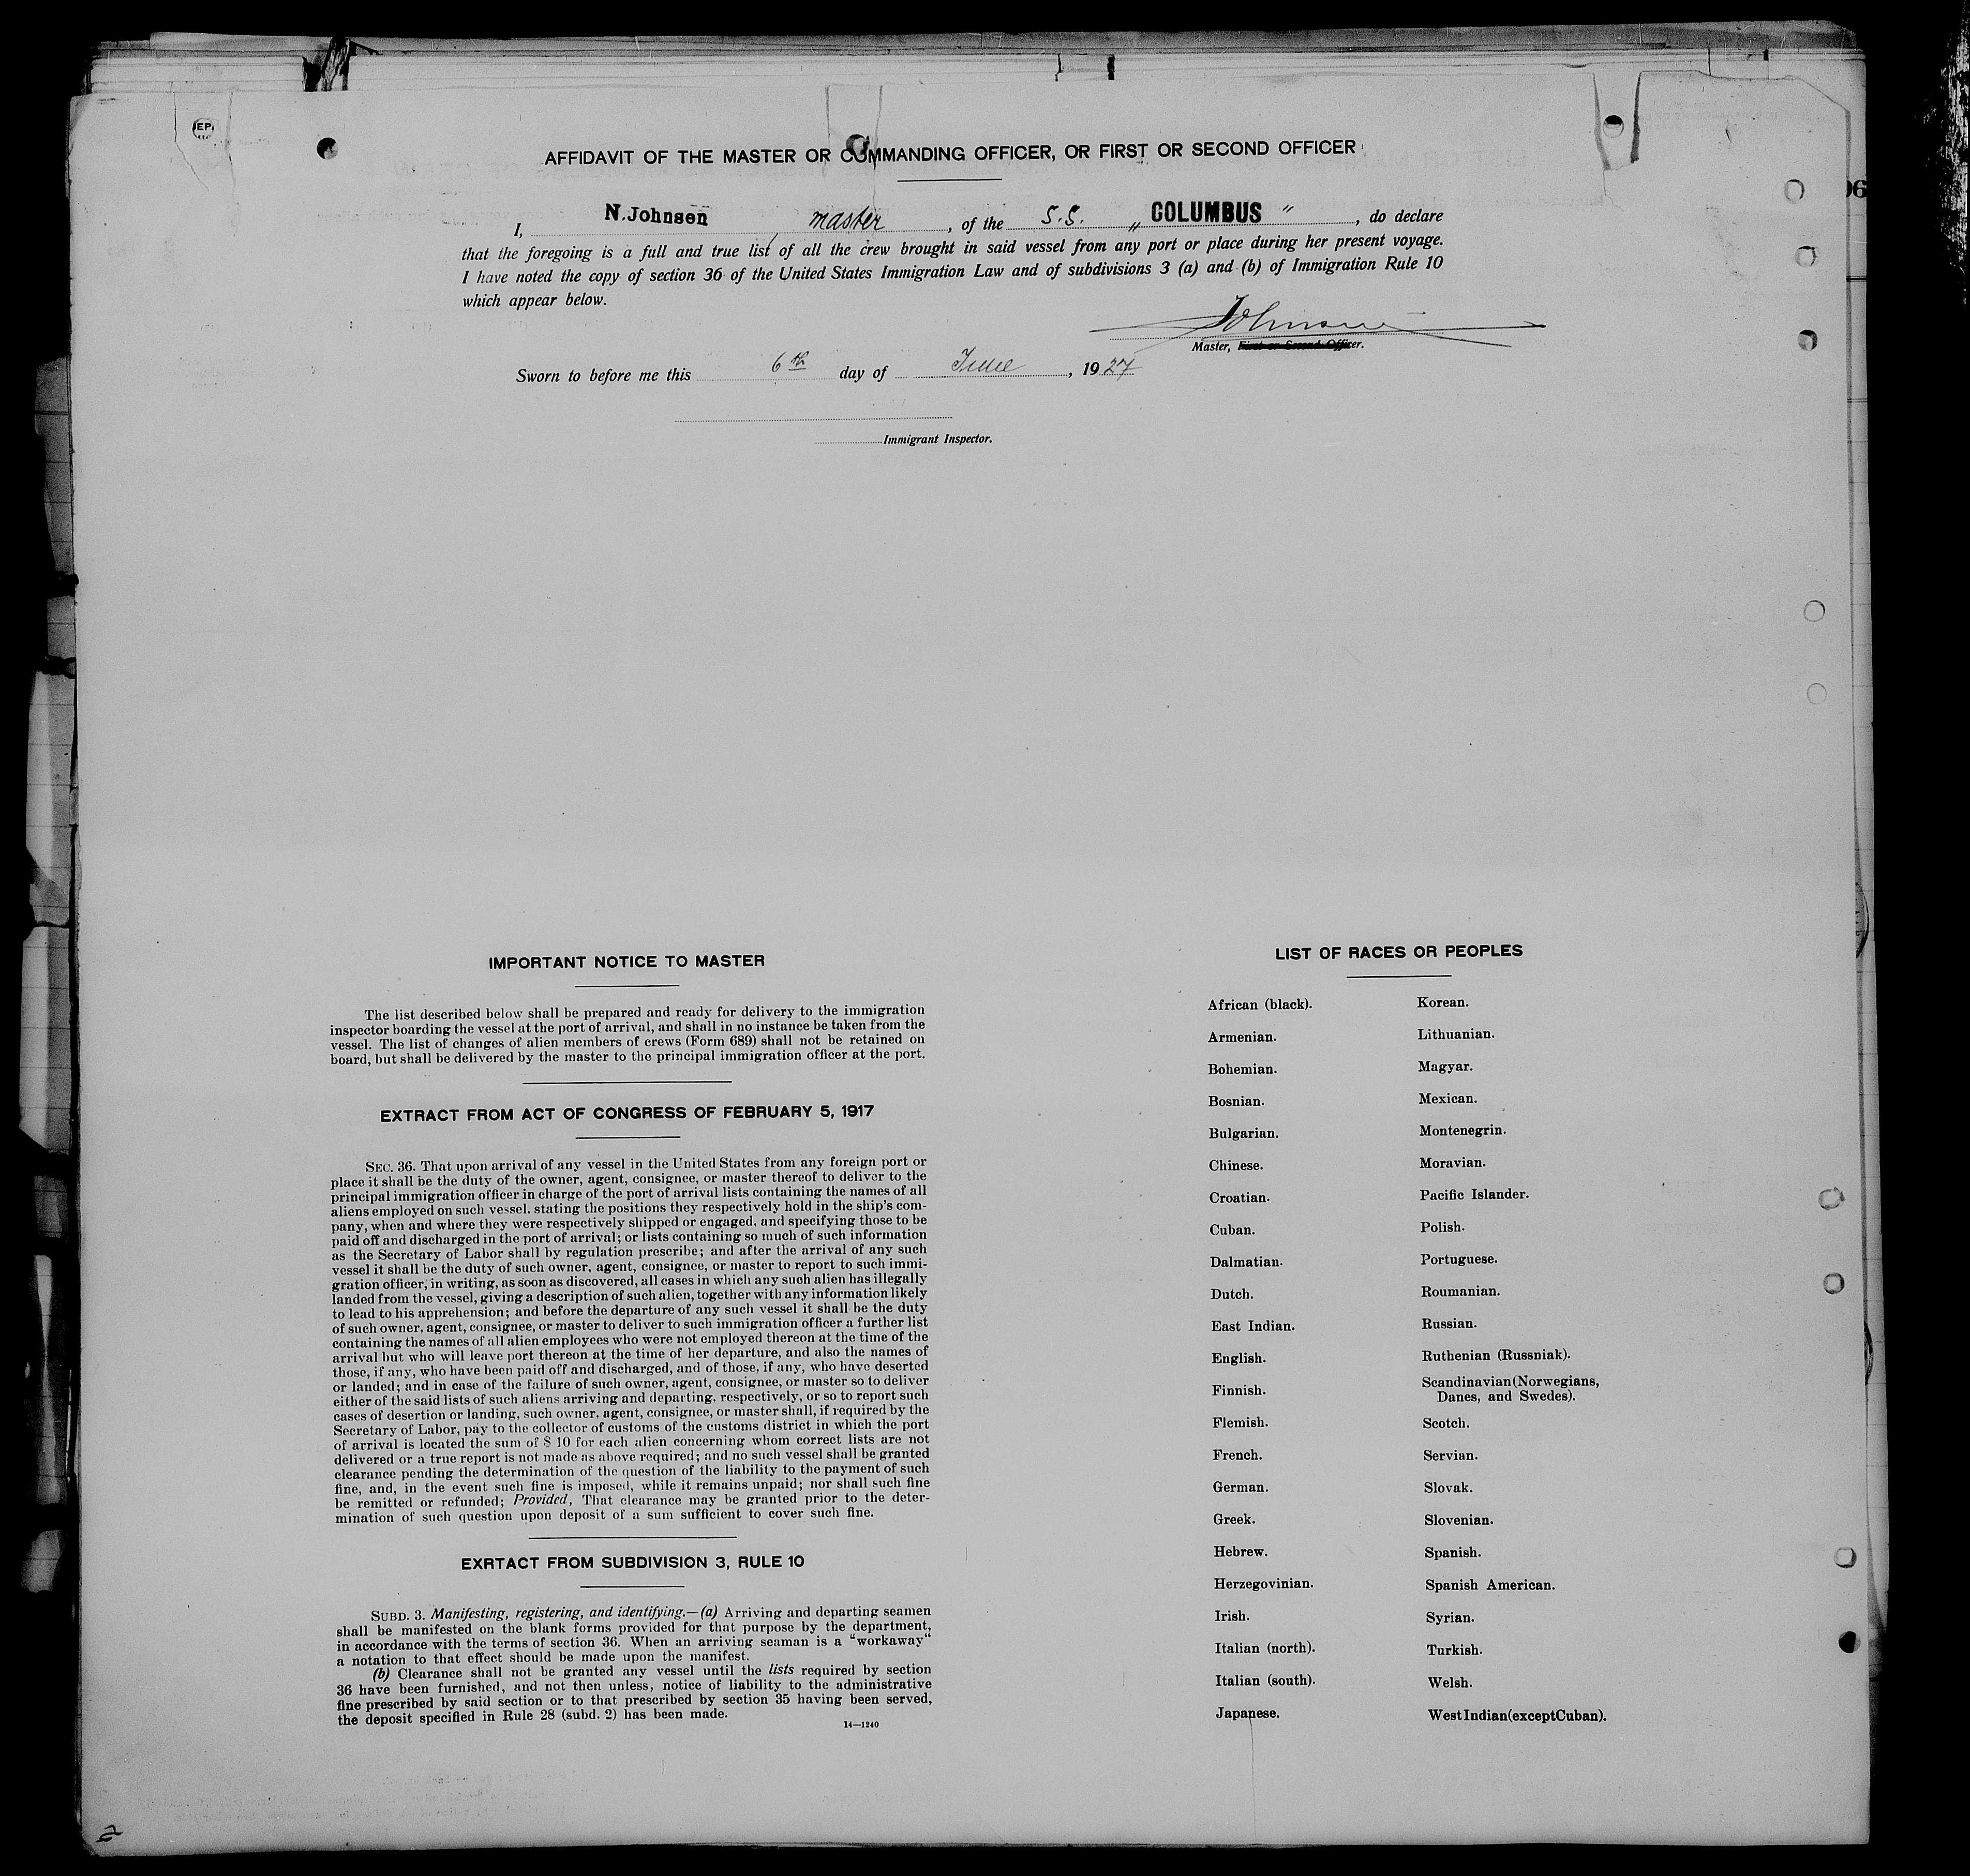 AFFIDAVIT OF THE MASTER OR COMMANDING OFFICER, OR FIRST OR SECOND OFFICER
I, N. Johnsen, master, of the S.S. „COLUMBUS", do declare
that the foregoing is a full and true list of all the crew brought in said vessel from any port or place during her present voyage.
I have noted the copy of section 36 of the United States Immigration Law and of subdivisions 3 (a) and (b) of Immigration Rule 10
which appear below.
Johnsen
Master, First or Second Officer.
Sworn to before me this 6th day of June, 1927
Immigrant Inspector.
IMPORTANT NOTICE TO MASTER
The list described below shall be prepared and ready for delivery to the immigration
inspector boarding the vessel at the port of arrival, and shall in no instance be taken from the
vessel. The list of changes of alien members of crews (Form 689) shall not be retained on
board, but shall be delivered by the master to the principal immigration officer at the port.
EXTRACT FROM ACT OF CONGRESS OF FEBRUARY 5, 1917
SEC. 36. That upon arrival of any vessel in the United States from any foreign port or
place it shall be the duty of the owner, agent, consignee, or master thereof to deliver to the
principal immigration officer in charge of the port of arrival lists containing the names of all
aliens employed on such vessel, stating the positions they respectively hold in the ship's com-
pany, when and where they were respectively shipped or engaged, and specifying those to be
paid off and discharged in the port of arrival; or lists containing so much of such information
as the Secretary of Labor shall by regulation prescribe; and after the arrival of any such
vessel it shall be the duty of such owner, agent, consignee, or master to report to such immi-
gration officer, in writing, as soon as discovered, all cases in which any such alien has illegally
landed from the vessel, giving a description of such alien, together with any information likely
to lead to his apprehension; and before the departure of any such vessel it shall be the duty
of such owner, agent, consignee, or master to deliver to such immigration officer a further list
containing the names of all alien employees who were not employed thereon at the time of the
arrival but who will leave port thereon at the time of her departure, and also the names of
those, if any, who have been paid off and discharged, and of those, if any, who have deserted
or landed; and in case of the failure of such owner, agent, consignee, or master so to deliver
either of the said lists of such aliens arriving and departing, respectively, or so to report such
cases of desertion or landing, such owner, agent, consignee, or master shall, if required by the
Secretary of Labor, pay to the collector of customs of the customs district in which the port
of arrival is located the sum of $ 10 for each alien concerning whom correct lists are not
delivered or a true report is not made as above required; and no such vessel shall be granted
clearance pending the determination of the question of the liability to the payment of such
fine, and, in the event such fine is imposed, while it remains unpaid; nor shall such fine
be remitted or refunded; Provided, That clearance may be granted prior to the deter-
mination of such question upon deposit of a sum sufficient to cover such fine.
EXRTACT FROM SUBDIVISION 3, RULE 10
SUBD. 3. Manifesting, registering, and identifying.—(a) Arriving and departing seamen
shall be manifested on the blank forms provided for that purpose by the department,
in accordance with the terms of section 36. When an arriving seaman is a "workaway"
a notation to that effect should be made upon the manifest.
(b) Clearance shall not be granted any vessel until the lists required by section
36 have been furnished, and not then unless, notice of liability to the administrative
fine prescribed by said section or to that prescribed by section 35 having been served,
the deposit specified in Rule 28 (subd. 2) has been made.
14—1240
LIST OF RACES OR PEOPLES
African (black).
Armenian.
Bohemian.
Bosnian.
Bulgarian.
Chinese.
Croatian.
Cuban.
Dalmatian.
Dutch.
East Indian.
English.
Finnish.
Flemish.
French.
German.
Greek.
Hebrew.
Herzegovinian.
Irish.
Italian (north).
Italian (south).
Japanese.
Korean.
Lithuanian.
Magyar.
Mexican.
Montenegrin.
Moravian.
Pacific Islander.
Polish.
Portuguese.
Roumanian.
Russian.
Ruthenian (Russniak).
Scandinavian (Norwegians,
Danes, and Swedes).
Scotch.
Servian.
Slovak.
Slovenian.
Spanish.
Spanish American.
Syrian.
Turkish.
Welsh.
West Indian (except Cuban).